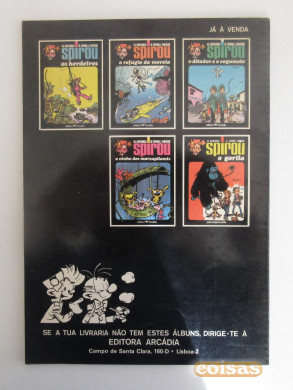 JÁ À VENDA
spirou
os herdeiros
spirou
o refúgio da moreia
spirou
o ditador e o cogumelo
spirou
o ninho dos marsupilamis
spirou
o gorila
SE A TUA LIVRARIA NÃO TEM ESTES ÁLBUNS, DIRIGE-TE À
EDITORA ARCÁDIA
Campo de Santa Clara, 160-D • Lisboa-2
coisas